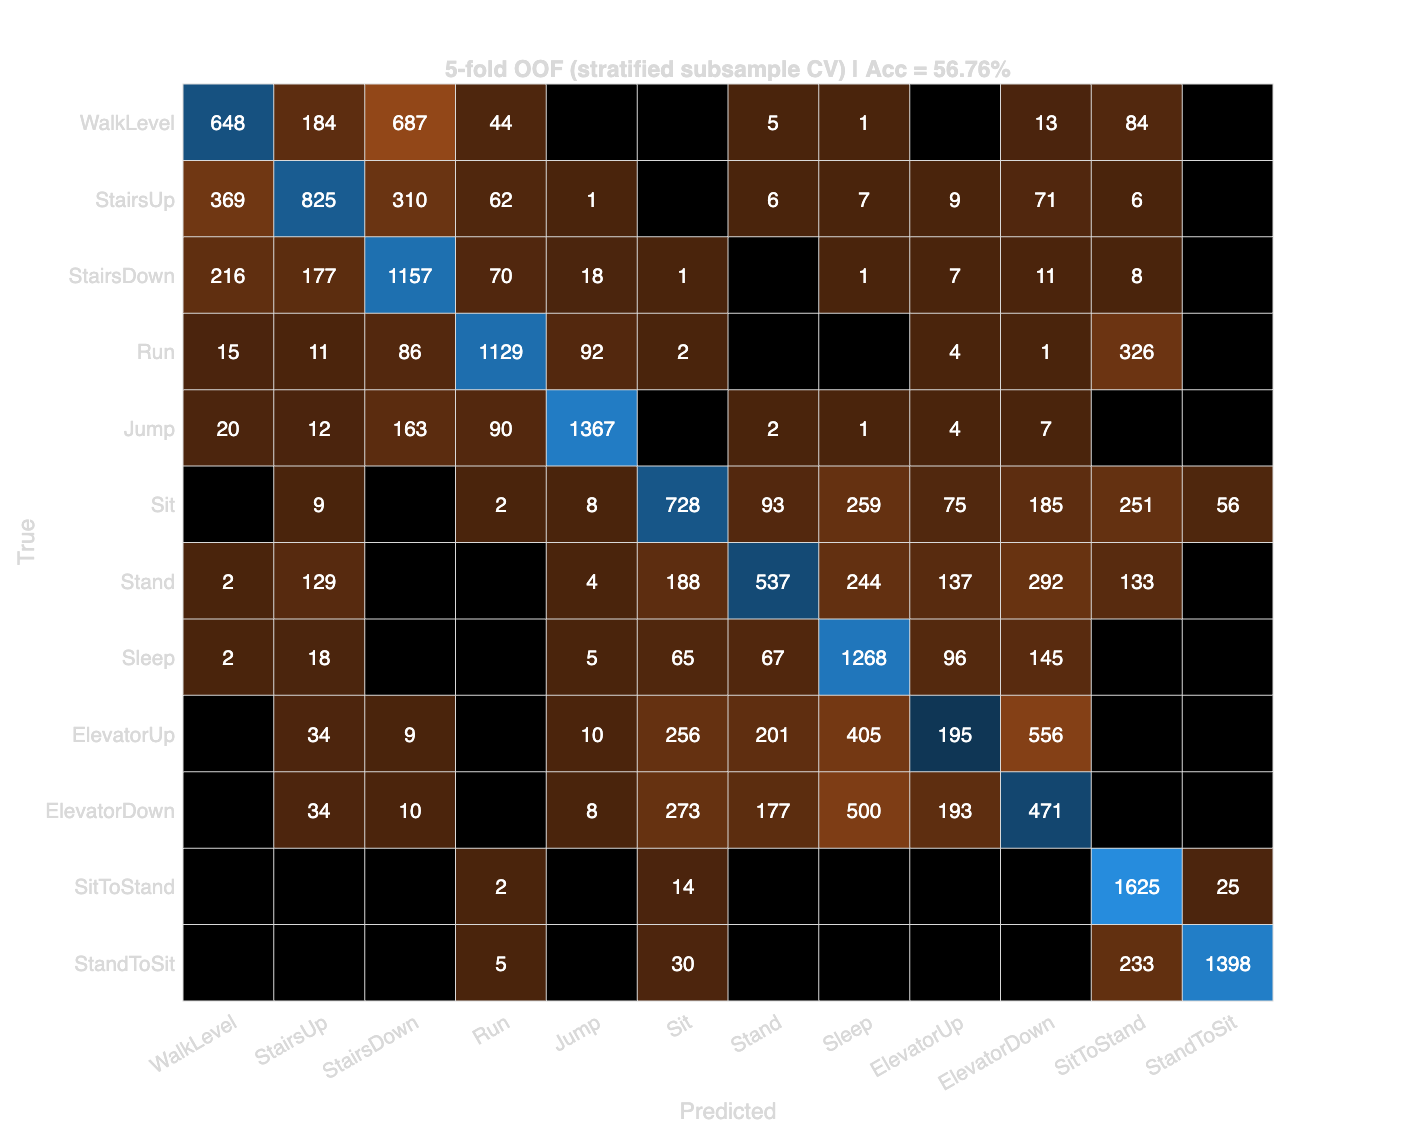 5-fold OOF (stratified subsample CV) | Acc = 56.76%
WalkLevel 648 184 687 44 5 1 13 84
StairsUp 369 825 310 62 1 6 7 9 71 6
StairsDown 216 177 1157 70 18 1 1 7 11 8
Run 15 11 86 1129 92 2 4 1 326
Jump 20 12 163 90 1367 2 1 4 7
Sit 9 2 8 728 93 259 75 185 251 56
Stand 2 129 4 188 537 244 137 292 133
Sleep 2 18 5 65 67 1268 96 145
ElevatorUp 34 9 10 256 201 405 195 556
ElevatorDown 34 10 8 273 177 500 193 471
SitToStand 2 14 1625 25
StandToSit 5 30 233 1398
True
WalkLevel StairsUp StairsDown Run Jump Sit Stand Sleep ElevatorUp ElevatorDown SitToStand StandToSit
Predicted